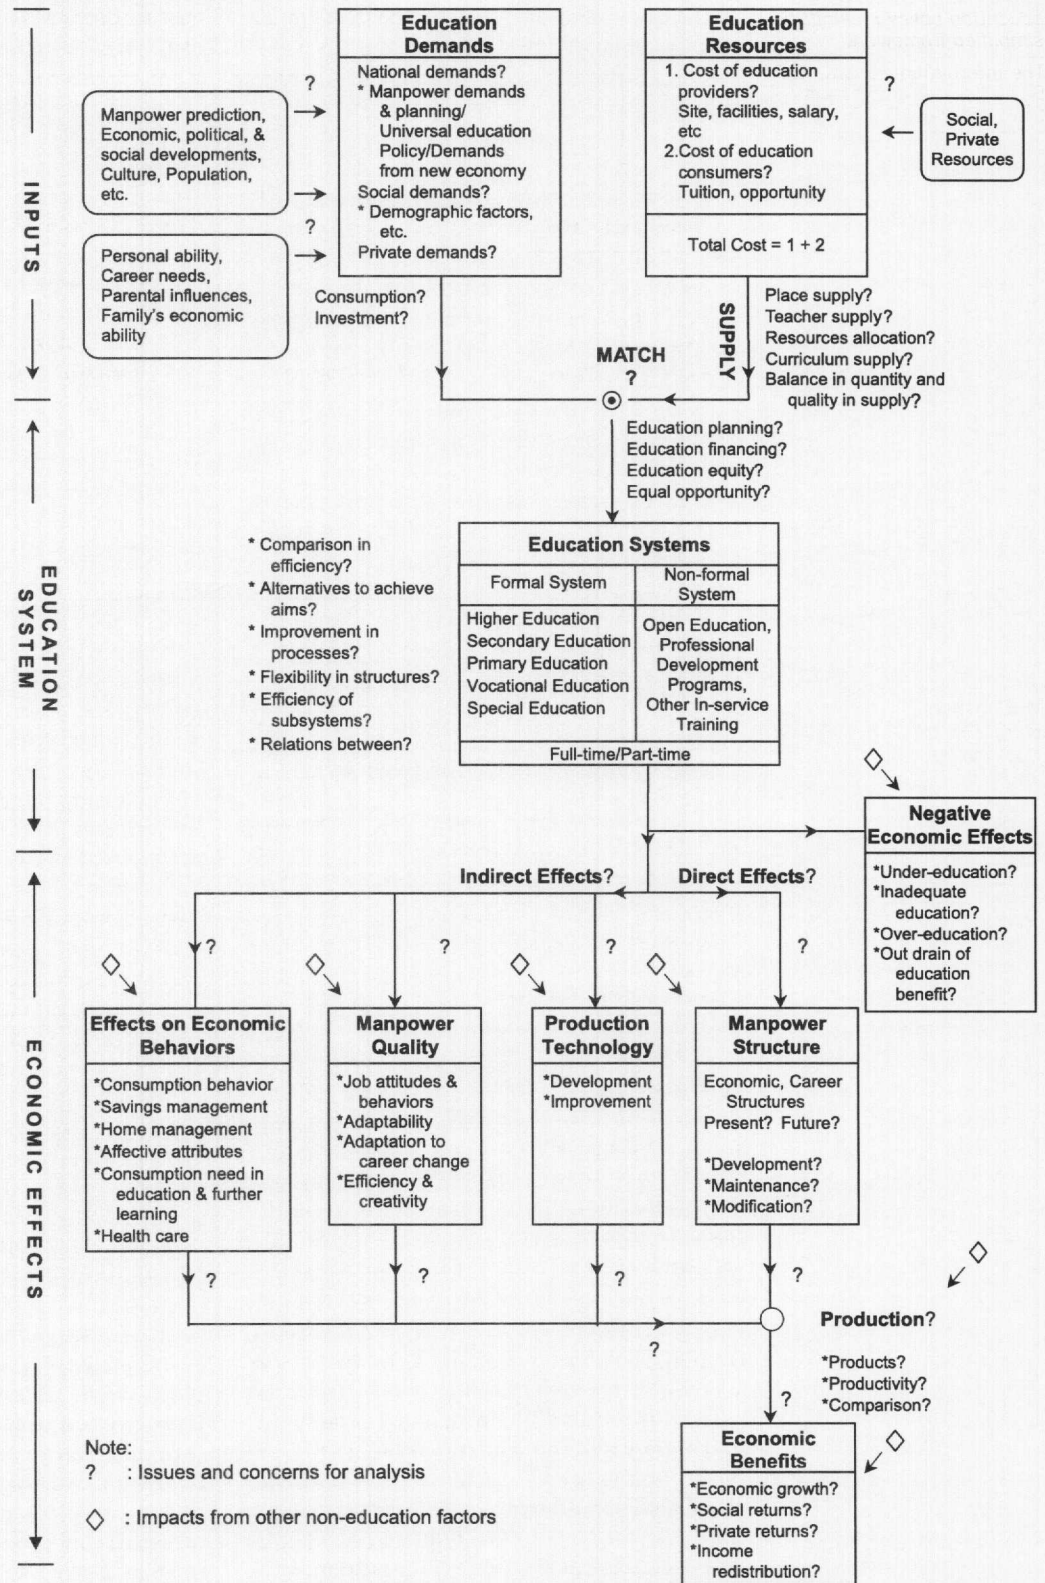 Education
Demands
National demands?
* Manpower demands
& planning/
Universal education
Policy/Demands
from new economy
Social demands?
* Demographic factors,
etc.
Private demands?
Education
Resources
1. Cost of education
providers?
Site, facilities, salary,
etc
2.Cost of education
consumers?
Tuition, opportunity
Total Cost = 1 + 2
?
Manpower prediction,
Economic, political, &
social developments,
Culture, Population,
etc.
?
Personal ability,
Career needs,
Parental influences,
Family's economic
ability
?
Social,
Private
Resources
INPUTS
Consumption?
Investment?
SUPPLY
Place supply?
Teacher supply?
Resources allocation?
Curriculum supply?
Balance in quantity and
quality in supply?
MATCH
?
Education planning?
Education financing?
Education equity?
Equal opportunity?
EDUCATION
SYSTEM
* Comparison in
efficiency?
* Alternatives to achieve
aims?
* Improvement in
processes?
* Flexibility in structures?
* Efficiency of
subsystems?
* Relations between?
Education Systems
Formal System
Non-formal
System
Higher Education
Secondary Education
Primary Education
Vocational Education
Special Education
Open Education,
Professional
Development
Programs,
Other In-service
Training
Full-time/Part-time
Negative
Economic Effects
*Under-education?
*Inadequate
education?
*Over-education?
*Out drain of
education
benefit?
Indirect Effects?
Direct Effects?
?
?
?
?
ECONOMIC EFFECTS
Effects on Economic
Behaviors
*Consumption behavior
*Savings management
*Home management
*Affective attributes
*Consumption need in
education & further
learning
*Health care
Manpower
Quality
*Job attitudes &
behaviors
*Adaptability
*Adaptation to
career change
*Efficiency &
creativity
Production
Technology
*Development
*Improvement
Manpower
Structure
Economic, Career
Structures
Present? Future?
*Development?
*Maintenance?
*Modification?
?
?
?
?
?
Production?
*Products?
*Productivity?
*Comparison?
?
Economic
Benefits
*Economic growth?
*Social returns?
*Private returns?
*Income
redistribution?
Note:
? : Issues and concerns for analysis
◇ : Impacts from other non-education factors